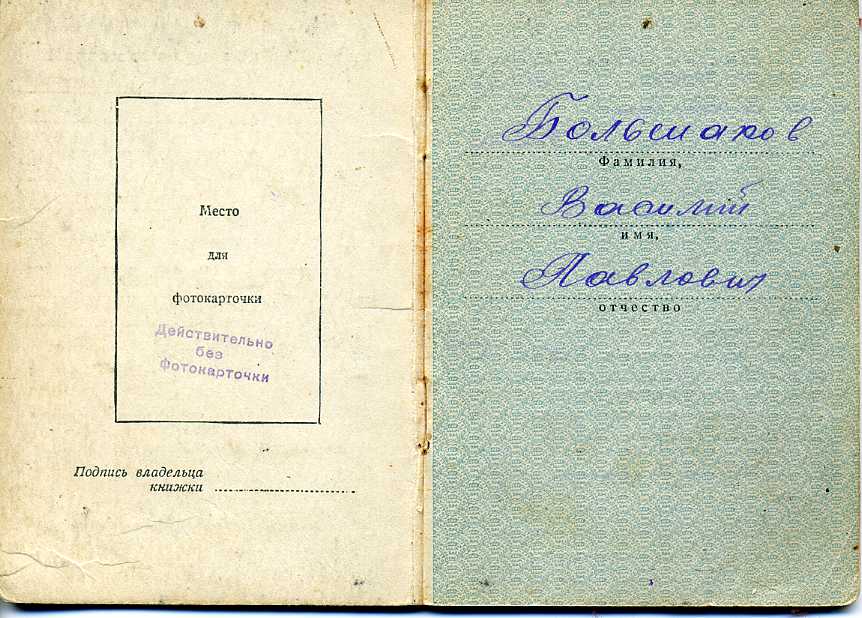 Место
для
фотокарточки
Действительно
без
фотокарточки
Подпись владельца
книжки
Большаков
Фамилия,
Василий
имя,
Павлович
отчество